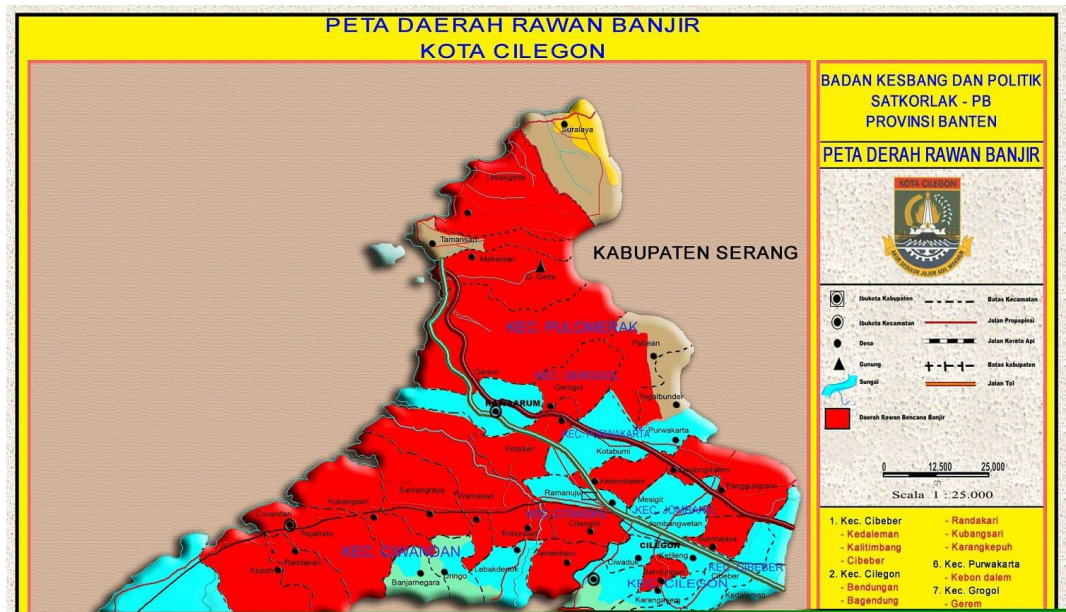 PETA DAERAH RAWAN BANJIR
KOTA CILEGON
BADAN KESBANG DAN POLITIK
SATKORLAK - PB
PROVINSI BANTEN
PETA DERAH RAWAN BANJIR
KOTA CILEGON
Ibukota Kabupaten
Batas Kecamatan
Ibukota Kecamatan
Jalan Propopinsi
Desa
Jalan Kereta Api
Gunung
Batas kabupaten
Sungai
Jalan Tol
Daerah Rawan Bencana Banjir
0 12,500 25,000
Scala 1 : 25.000
1. Kec. Cibeber
- Kedaleman
- Kalitimbang
- Cibeber
2. Kec. Cilegon
- Bendungan
- Bagendung
- Randakari
- Kubangsari
- Karangkepuh
6. Kec. Purwakarta
- Kebon dalem
7. Kec. Grogol
- Gerem
Suralaya
Lebakgede
Tamansari
Mekarsari
G. Gede
KABUPATEN SERANG
KEC. PULOMERAK
Pabean
Gerem
Gerogol
Tegalbunder
RAWAARUM
KEC. PURWAKARTA
Purwakarta
Kotasari
Kotabumi
Kedongdalem
Kebondalem
Panggungrawi
Ramanuju
Mesigit
KEC. JOMBANG
Jombangwetan
Samangraya
Warnasari
Kubangsari
Ciwandan
Tegalratu
KEC. CIWANDAN
Kebonsari
Citangkil
Sukmajaya
CILEGON
Ketileng
Randakari
Kepuh
Tamanbaru
Lebakdenok
Ciwaduk
KEC. CIBEBER
Cibeber
Bendungan
KEC. CILEGON
Banjarnegara
Dringo
Karangasem
Kedaleman